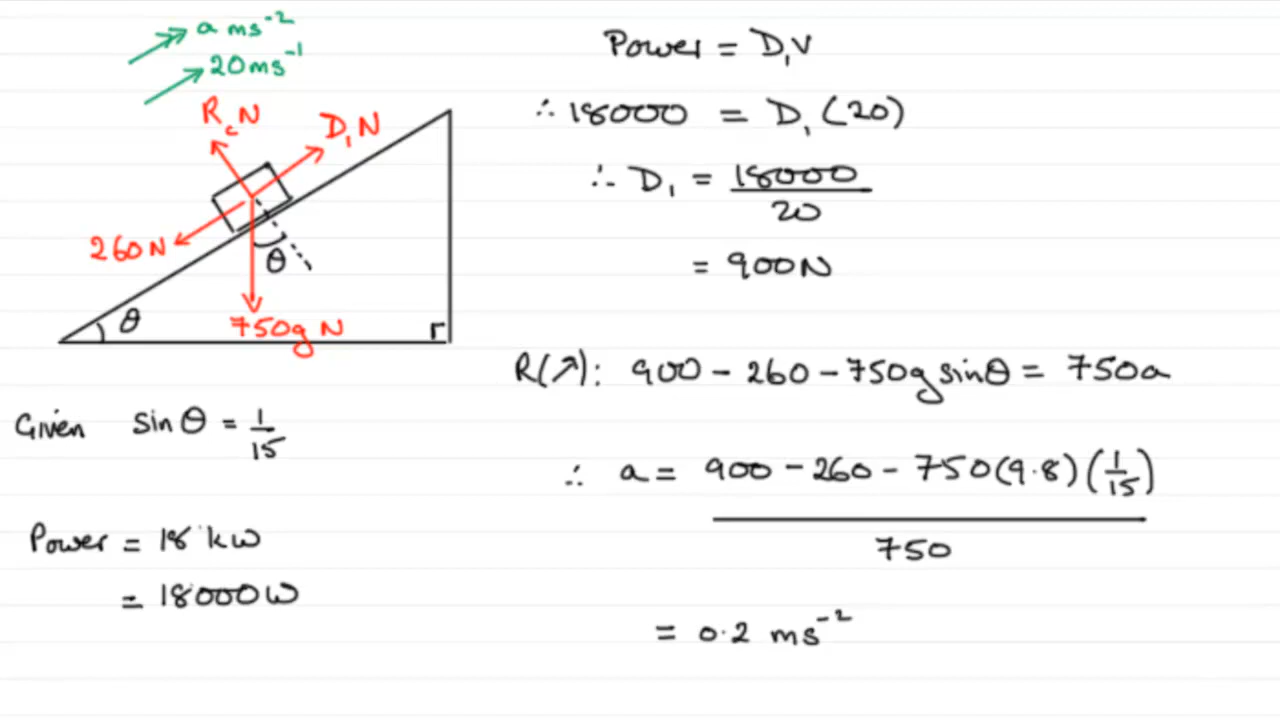 a ms⁻²
20ms⁻¹
R_c N
D₁N
260N
θ
θ
750g N
Given sinθ = 1/15
Power = 18 kW
= 18000W
Power = D₁V
∴ 18000 = D₁(20)
∴ D₁ = 18000/20
= 900N
R(↗): 900 - 260 - 750g sinθ = 750a
∴ a = 900 - 260 - 750(9.8)(1/15)
750
= 0.2 ms⁻²